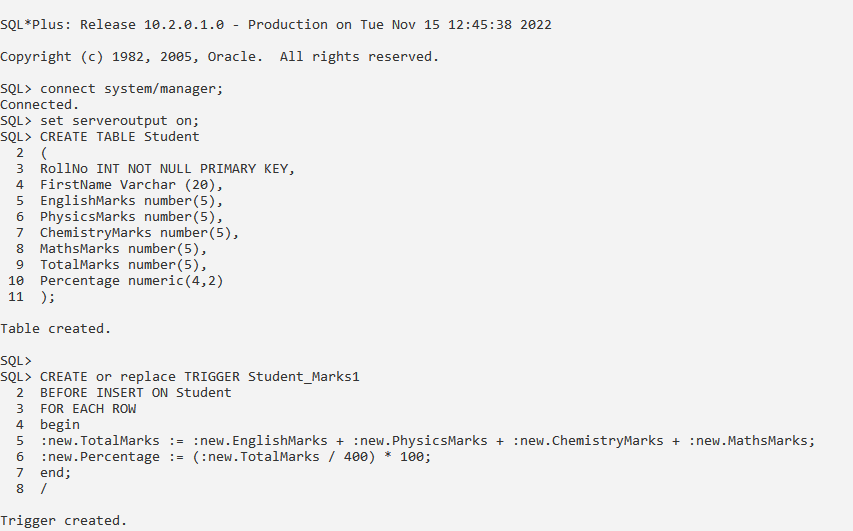 SQL*Plus: Release 10.2.0.1.0 - Production on Tue Nov 15 12:45:38 2022
Copyright (c) 1982, 2005, Oracle.  All rights reserved.
SQL> connect system/manager;
Connected.
SQL> set serveroutput on;
SQL> CREATE TABLE Student
  2  (
  3  RollNo INT NOT NULL PRIMARY KEY,
  4  FirstName Varchar (20),
  5  EnglishMarks number(5),
  6  PhysicsMarks number(5),
  7  ChemistryMarks number(5),
  8  MathsMarks number(5),
  9  TotalMarks number(5),
 10  Percentage numeric(4,2)
 11  );
Table created.
SQL>
SQL> CREATE or replace TRIGGER Student_Marks1
  2  BEFORE INSERT ON Student
  3  FOR EACH ROW
  4  begin
  5  :new.TotalMarks := :new.EnglishMarks + :new.PhysicsMarks + :new.ChemistryMarks + :new.MathsMarks;
  6  :new.Percentage := (:new.TotalMarks / 400) * 100;
  7  end;
  8  /
Trigger created.